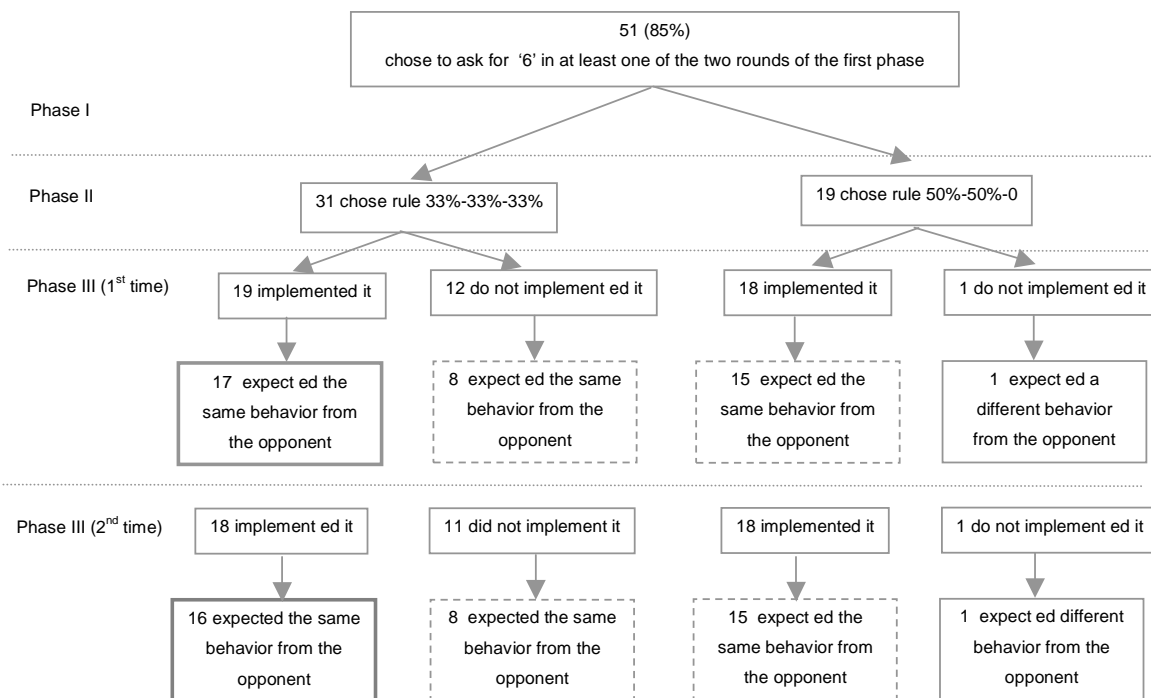 51 (85%)
chose to ask for '6' in at least one of the two rounds of the first phase
Phase I
Phase II
31 chose rule 33%-33%-33%
19 chose rule 50%-50%-0
Phase III (1st time)
19 implemented it
12 do not implement ed it
18 implemented it
1 do not implement ed it
17 expect ed the
same behavior from
the opponent
8 expect ed the same
behavior from the
opponent
15 expect ed the
same behavior from
the opponent
1 expect ed a
different behavior
from the opponent
Phase III (2nd time)
18 implement ed it
11 did not implement it
18 implemented it
1 do not implement ed it
16 expected the same
behavior from the
opponent
8 expected the same
behavior from the
opponent
15 expect ed the
same behavior from
the opponent
1 expect ed different
behavior from the
opponent